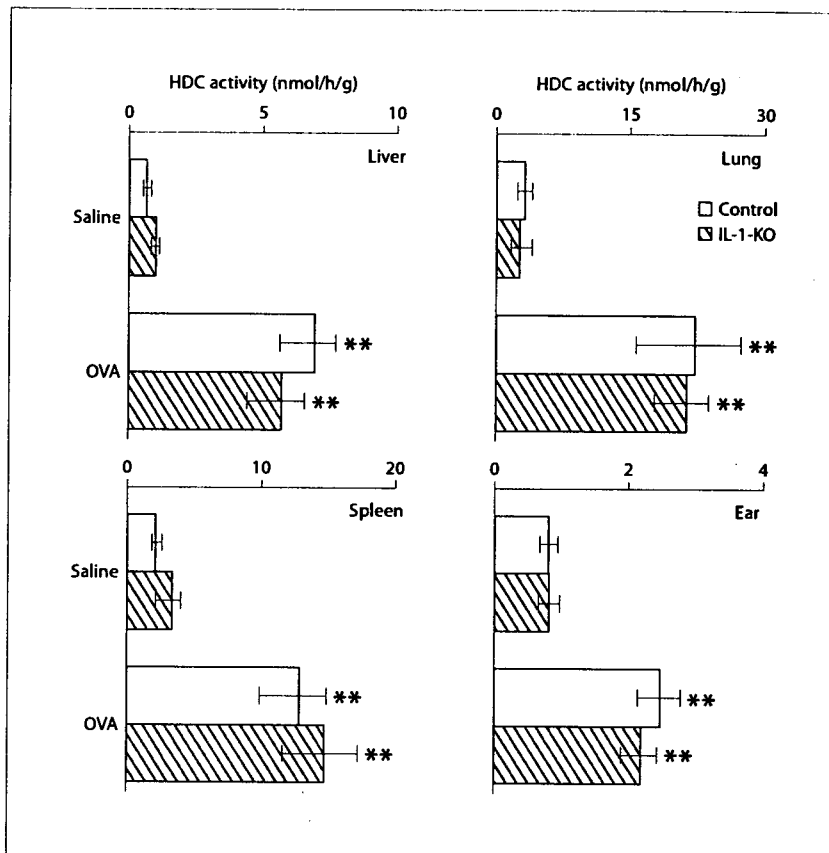 HDC activity (nmol/h/g)
0 5 10
Liver
Saline
OVA
**
**
HDC activity (nmol/h/g)
0 15 30
Lung
Control
IL-1-KO
**
**
0 10 20
Spleen
Saline
OVA
**
**
0 2 4
Ear
**
**